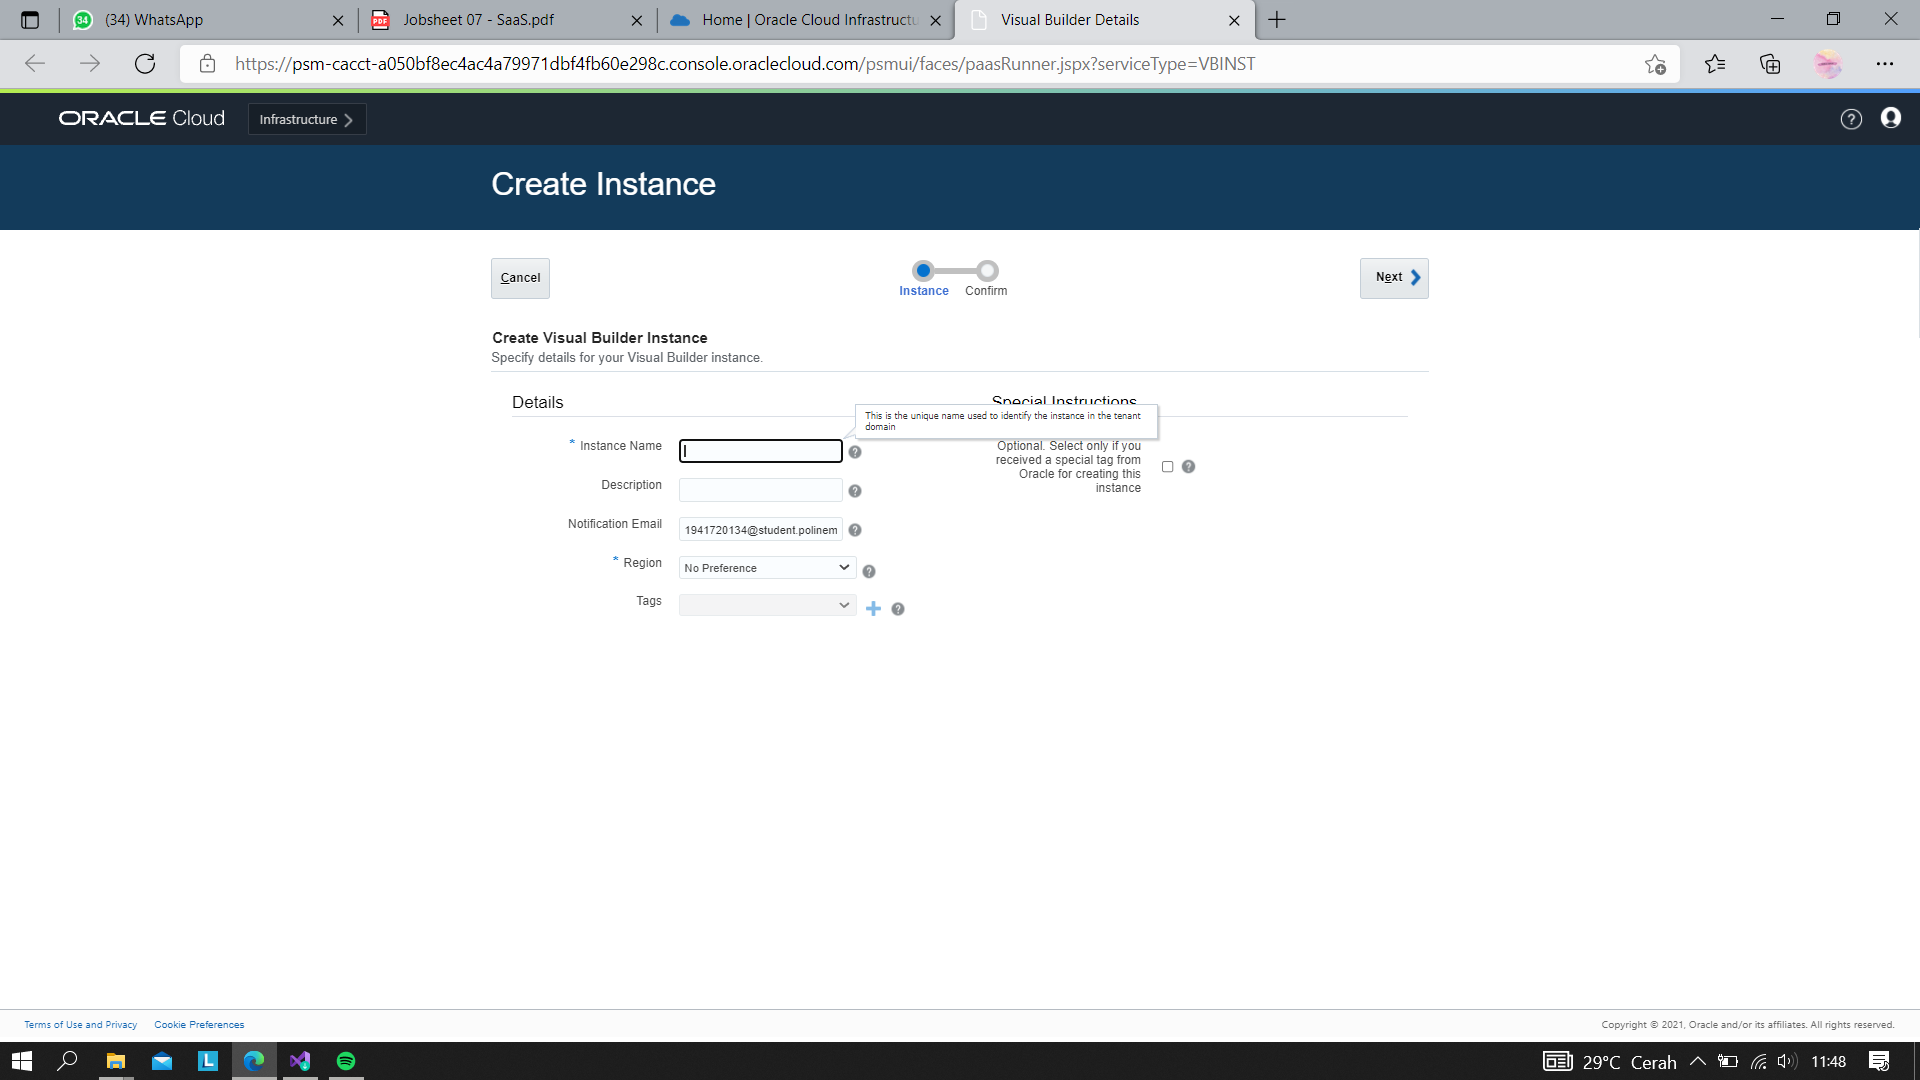 (34) WhatsApp
Jobsheet 07 - SaaS.pdf
Home | Oracle Cloud Infrastructu
Visual Builder Details
https://psm-cacct-a050bf8ec4ac4a79971dbf4fb60e298c.console.oraclecloud.com/psmui/faces/paasRunner.jspx?serviceType=VBINST
ORACLE Cloud
Infrastructure
Create Instance
Cancel
Instance
Confirm
Next
Create Visual Builder Instance
Specify details for your Visual Builder instance.
Details
Special Instructions
This is the unique name used to identify the instance in the tenant
domain
* Instance Name
Optional. Select only if you
received a special tag from
Oracle for creating this
instance
Description
Notification Email
1941720134@student.polinem
* Region
No Preference
Tags
Terms of Use and Privacy
Cookie Preferences
Copyright © 2021, Oracle and/or its affiliates. All rights reserved.
29°C Cerah
11:48